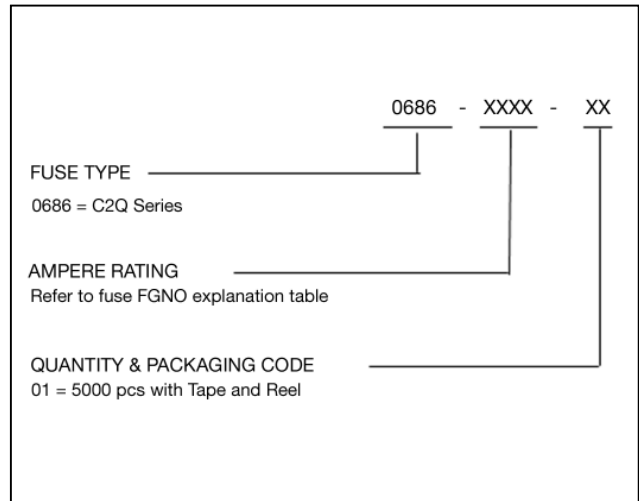 0686 - XXXX - XX
FUSE TYPE
0686 = C2Q Series
AMPERE RATING
Refer to fuse FGNO explanation table
QUANTITY & PACKAGING CODE
01 = 5000 pcs with Tape and Reel